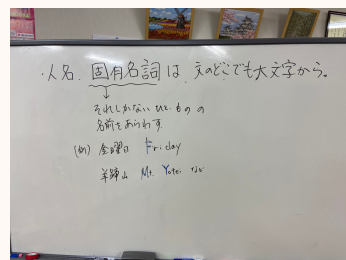 ・人名、固有名詞は、文のどこでも大文字から。
それしかないひと、ものの
名前をあらわす
(例) 金曜日 Friday
羊蹄山 Mt. Yotei